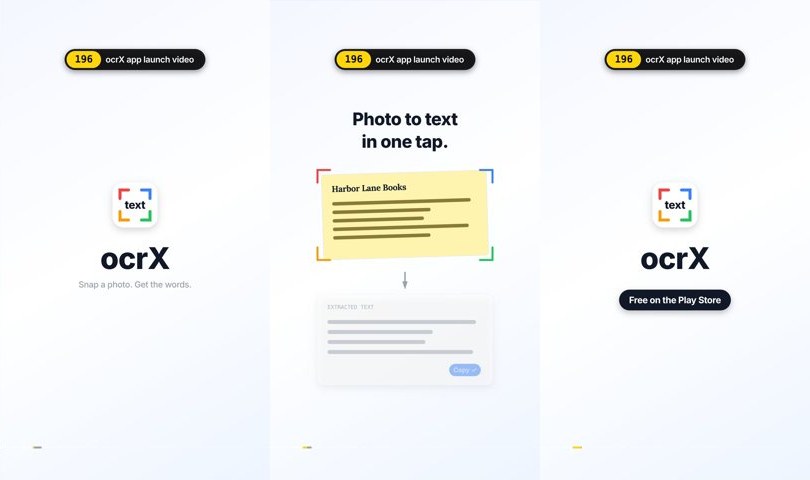 196 ocrX app launch video
text
ocrX
Snap a photo. Get the words.
196 ocrX app launch video
Photo to text
in one tap.
Harbor Lane Books
EXTRACTED TEXT
Copy ✓
196 ocrX app launch video
text
ocrX
Free on the Play Store